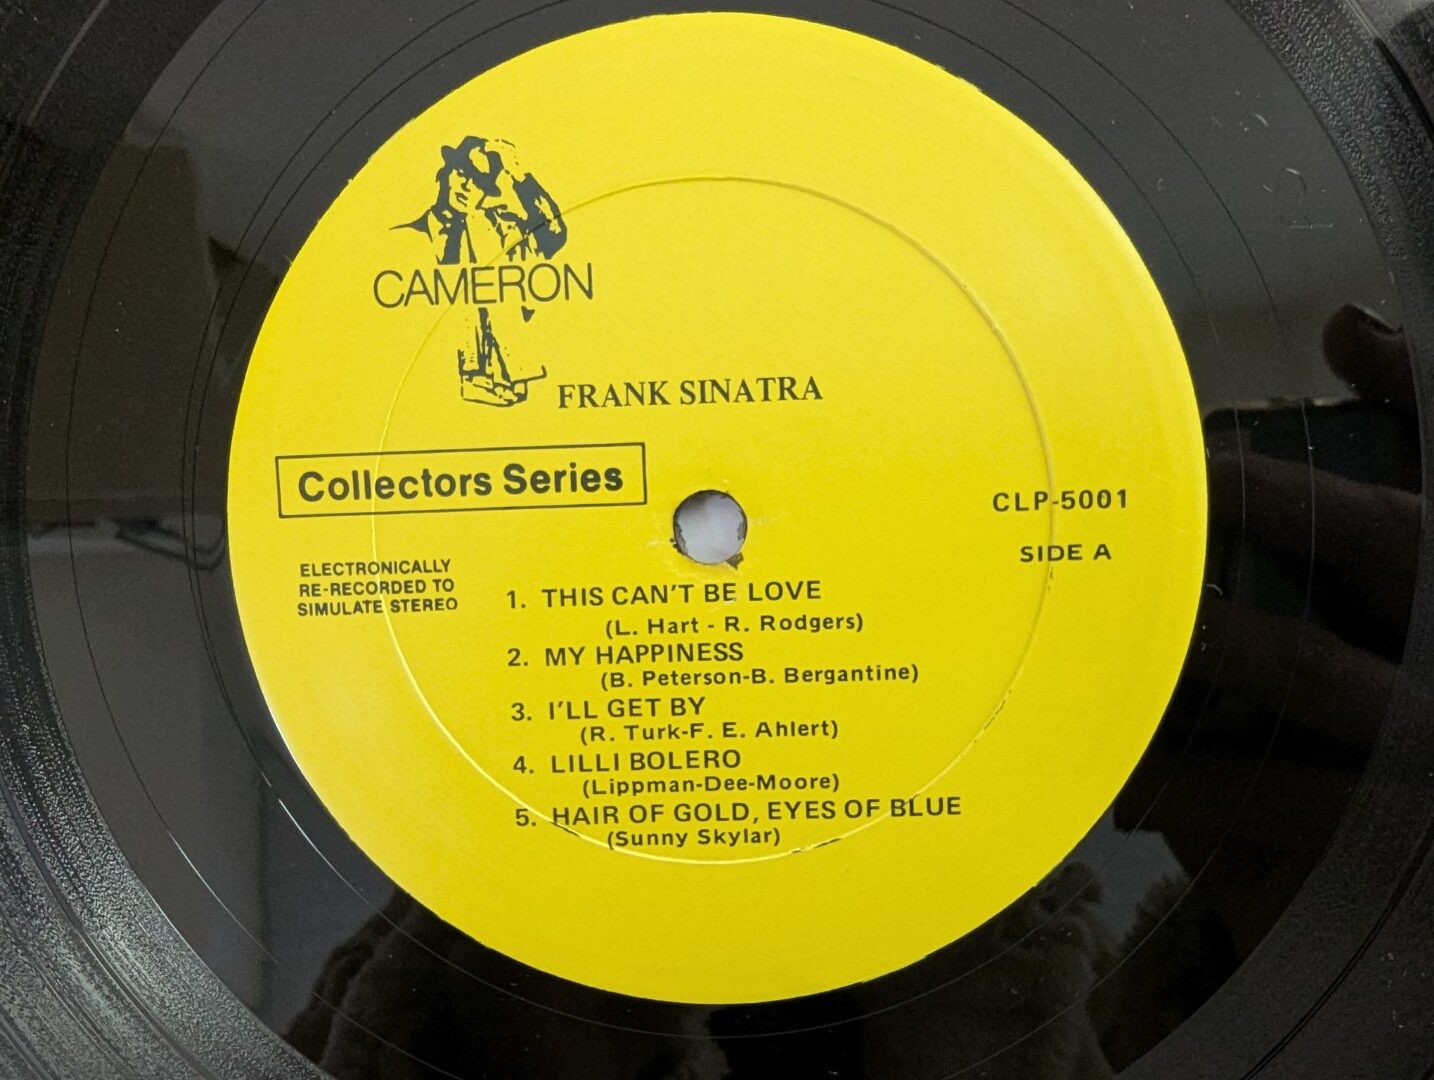 CAMERON
FRANK SINATRA
Collectors Series
CLP-5001
SIDE A
ELECTRONICALLY
RE-RECORDED TO
SIMULATE STEREO
1. THIS CAN'T BE LOVE
(L. Hart - R. Rodgers)
2. MY HAPPINESS
(B. Peterson-B. Bergantine)
3. I'LL GET BY
(R. Turk-F. E. Ahlert)
4. LILLI BOLERO
(Lippman-Dee-Moore)
5. HAIR OF GOLD, EYES OF BLUE
(Sunny Skylar)